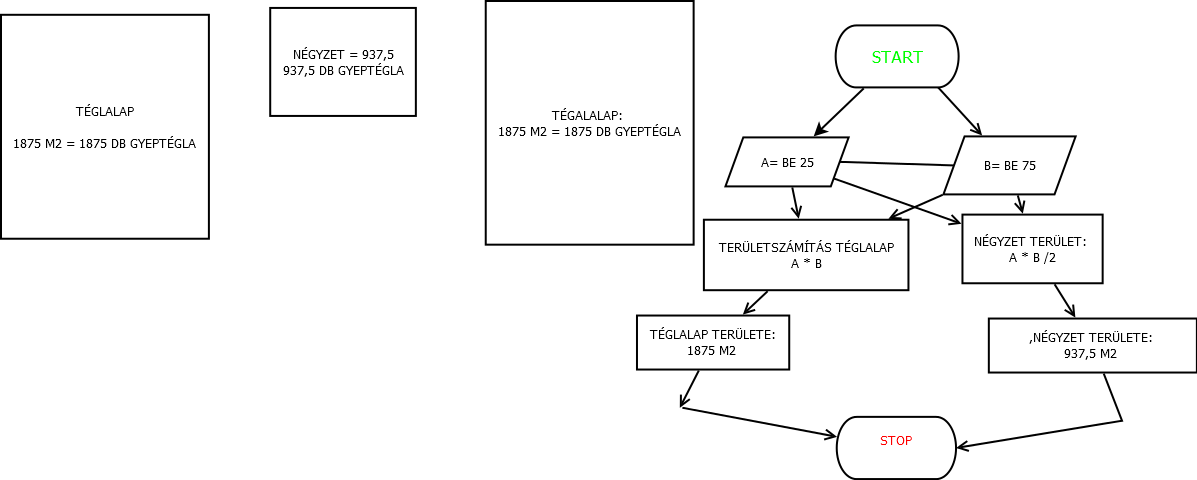 TÉGLALAP
1875 M2 = 1875 DB GYEPTÉGLA
NÉGYZET = 937,5
937,5 DB GYEPTÉGLA
TÉGALALAP:
1875 M2 = 1875 DB GYEPTÉGLA
START
A= BE 25
B= BE 75
TERÜLETSZÁMÍTÁS TÉGLALAP
A * B
NÉGYZET TERÜLET:
A * B /2
TÉGLALAP TERÜLETE:
1875 M2
,NÉGYZET TERÜLETE:
937,5 M2
STOP